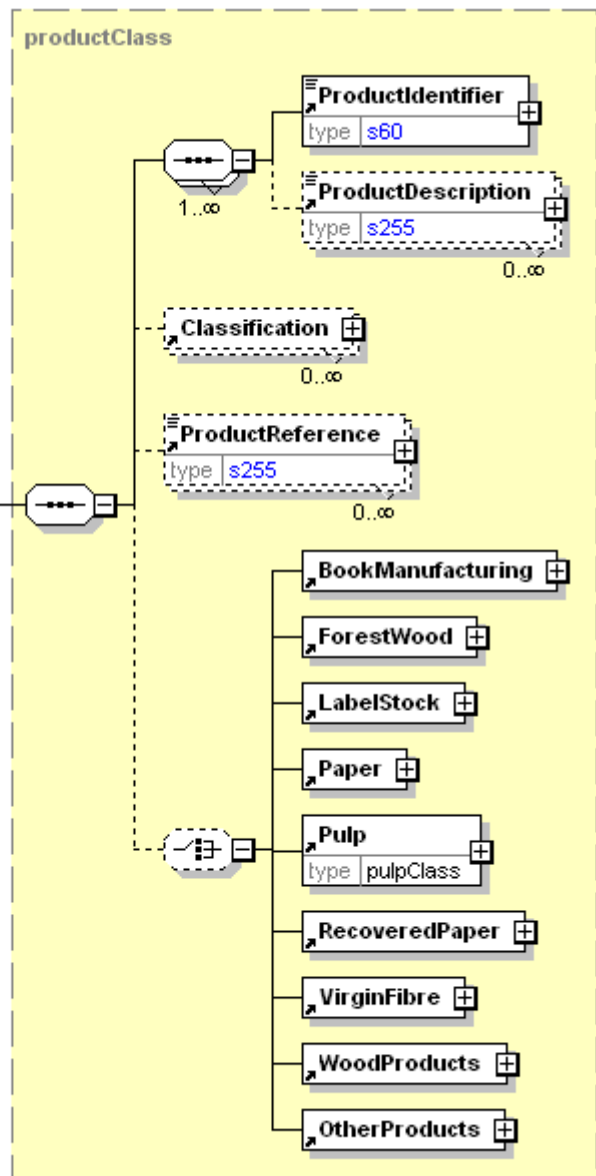 productClass
ProductIdentifier
type s60
ProductDescription
type s255
1..∞
0..∞
Classification
0..∞
ProductReference
type s255
0..∞
BookManufacturing
ForestWood
LabelStock
Paper
Pulp
type pulpClass
RecoveredPaper
VirginFibre
WoodProducts
OtherProducts